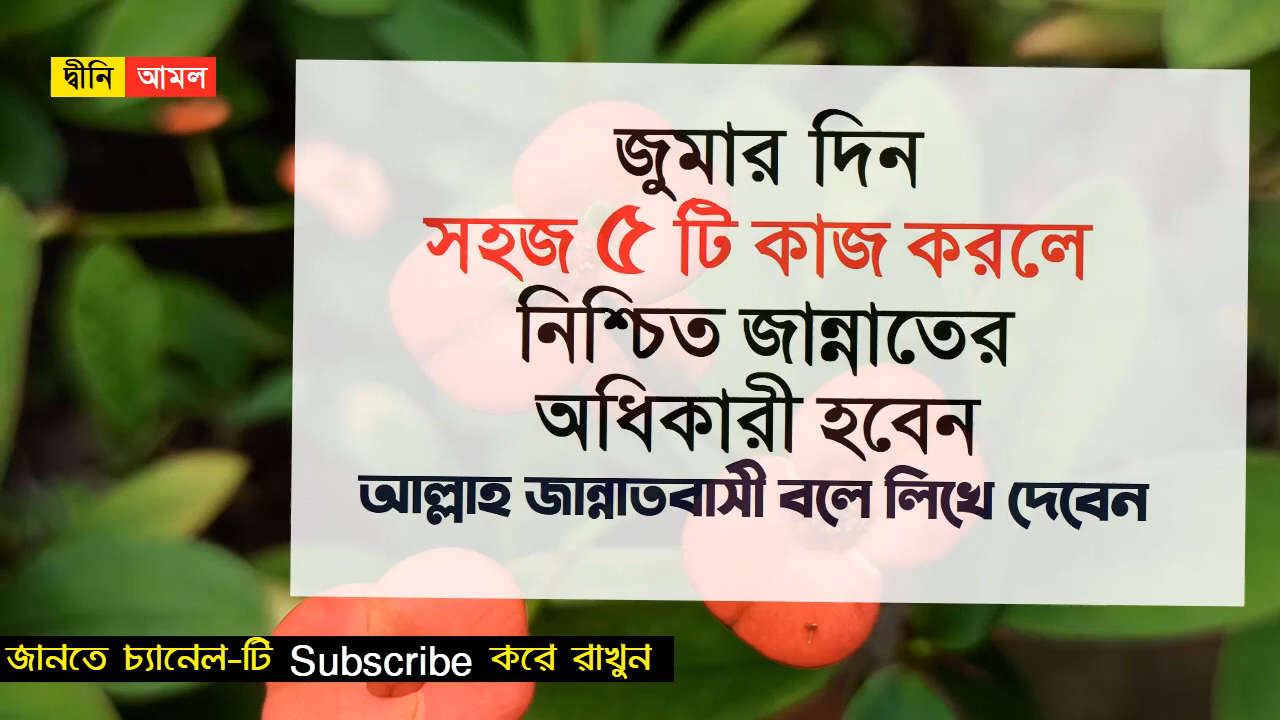 দ্বীনি আমল
জুমার দিন
সহজ ৫ টি কাজ করলে
নিশ্চিত জান্নাতের
অধিকারী হবেন
আল্লাহ জান্নাতবাসী বলে লিখে দেবেন
জানতে চ্যানেল-টি Subscribe করে রাখুন